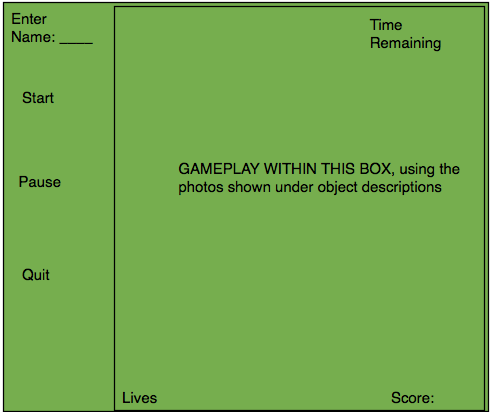 Enter
Name: ____
Start
Pause
Quit
Time
Remaining
GAMEPLAY WITHIN THIS BOX, using the
photos shown under object descriptions
Lives
Score: